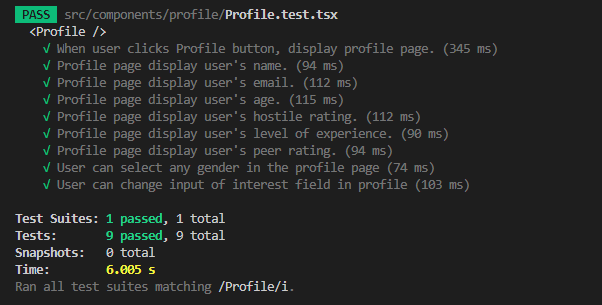 PASS src/components/profile/Profile.test.tsx
<Profile />
√ When user clicks Profile button, display profile page. (345 ms)
√ Profile page display user's name. (94 ms)
√ Profile page display user's email. (112 ms)
√ Profile page display user's age. (115 ms)
√ Profile page display user's hostile rating. (112 ms)
√ Profile page display user's level of experience. (90 ms)
√ Profile page display user's peer rating. (94 ms)
√ User can select any gender in the profile page (74 ms)
√ User can change input of interest field in profile (103 ms)
Test Suites: 1 passed, 1 total
Tests: 9 passed, 9 total
Snapshots: 0 total
Time: 6.005 s
Ran all test suites matching /Profile/i.